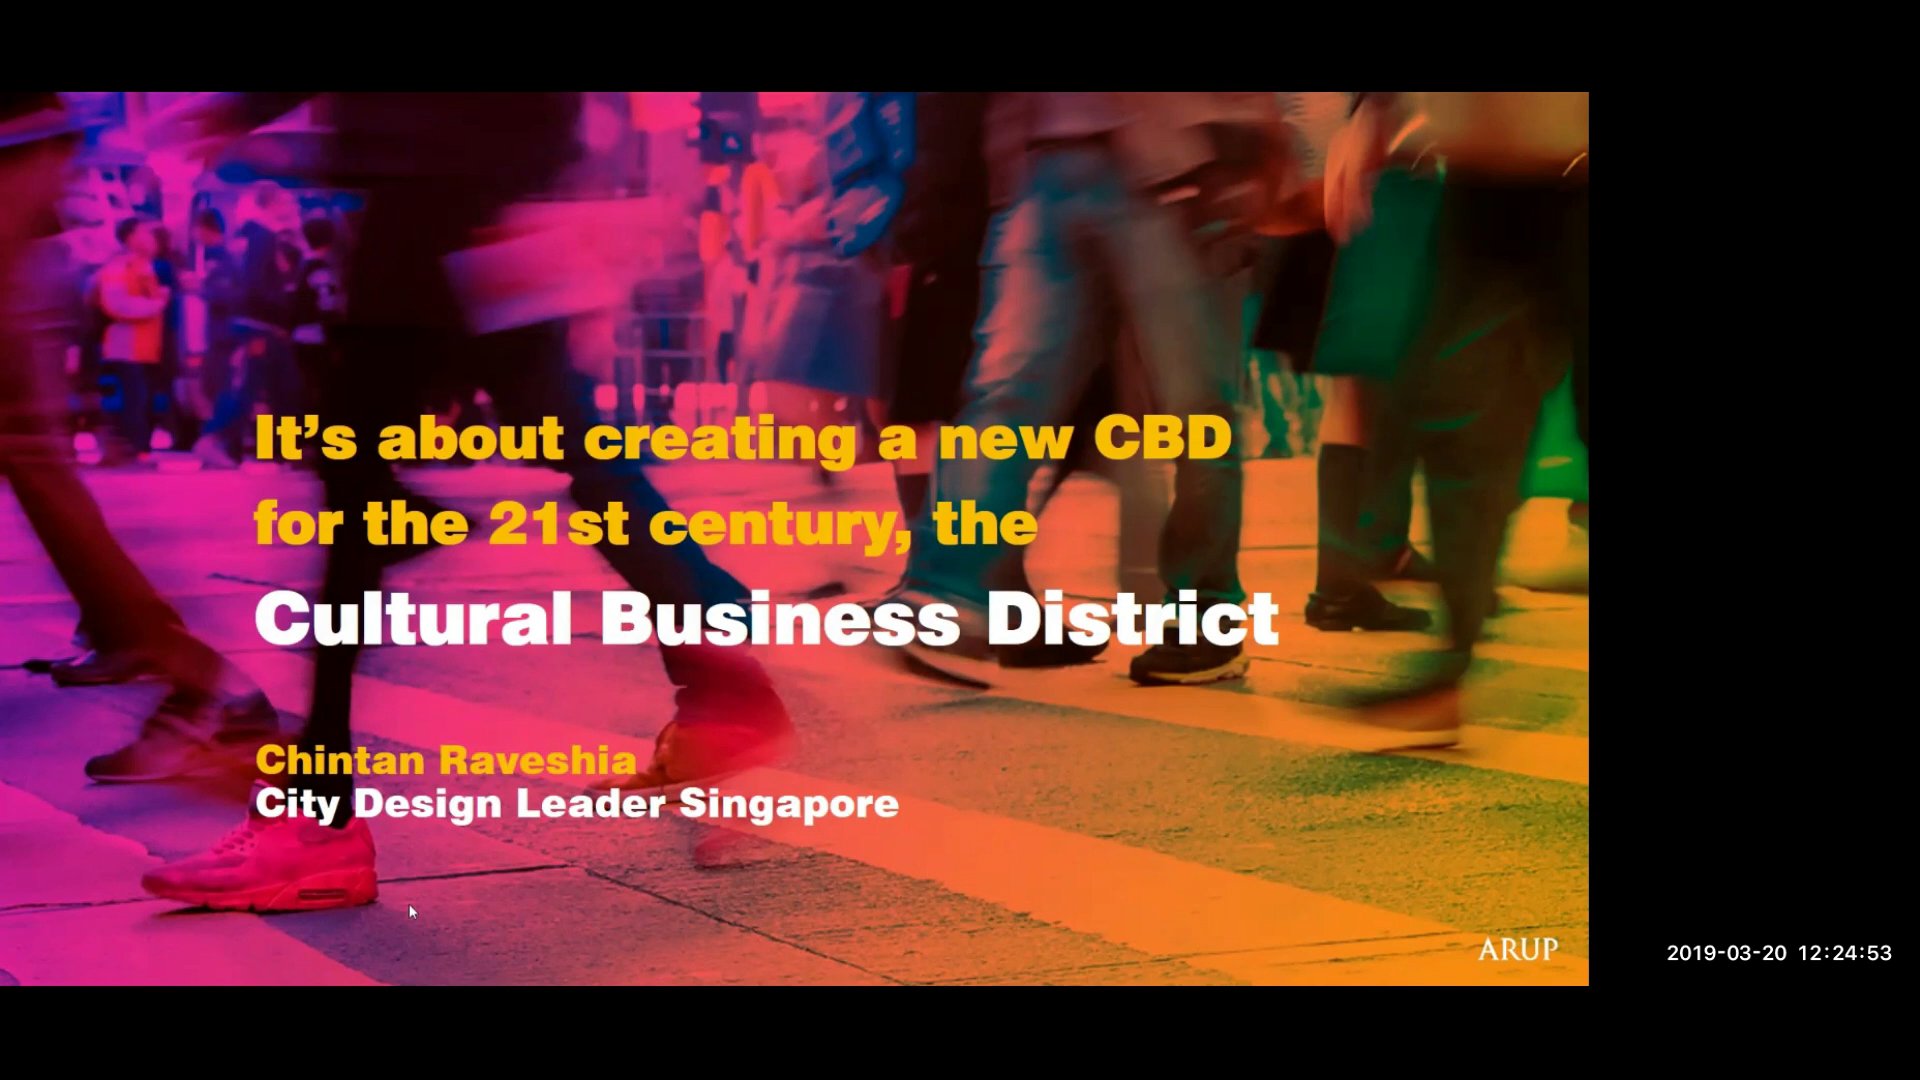 It’s about creating a new CBD
for the 21st century, the
Cultural Business District
Chintan Raveshia
City Design Leader Singapore
ARUP
2019-03-20 12:24:53